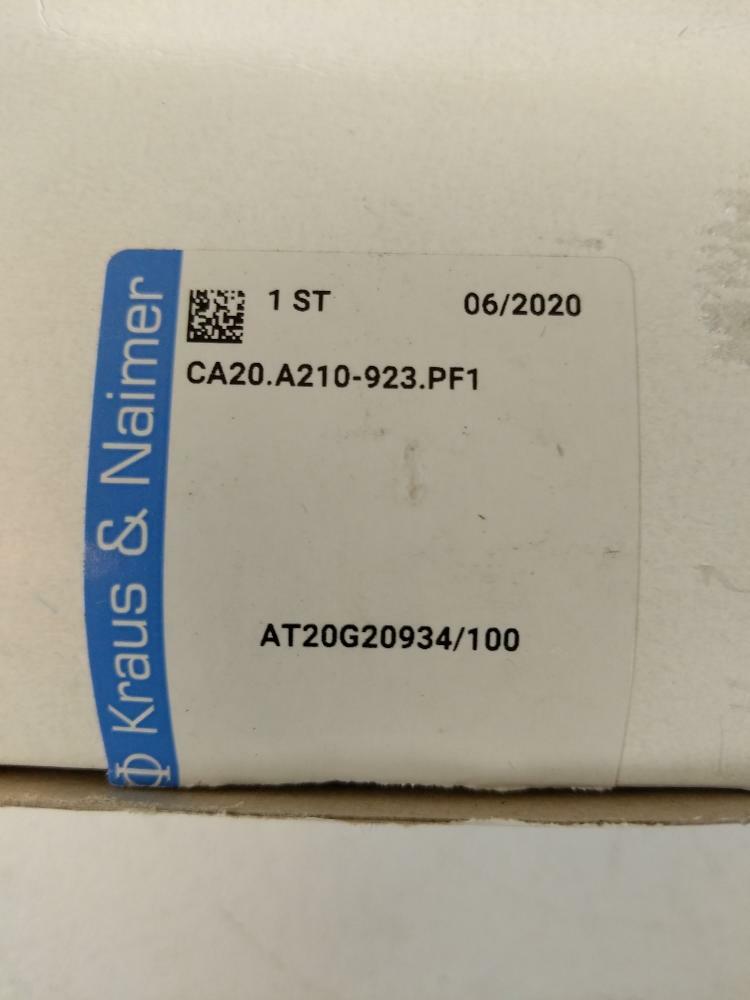 1 ST 06/2020
CA20.A210-923.PF1
AT20G20934/100
Kraus & Naimer